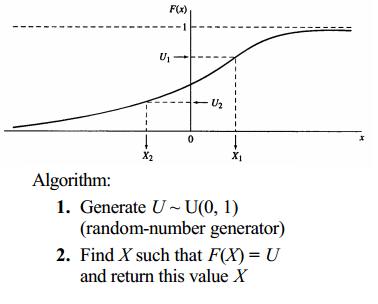 F(x)
1
U₁
U₂
0
x
X₂
X₁
Algorithm:
1. Generate U ~ U(0, 1)
(random-number generator)
2. Find X such that F(X) = U
and return this value X